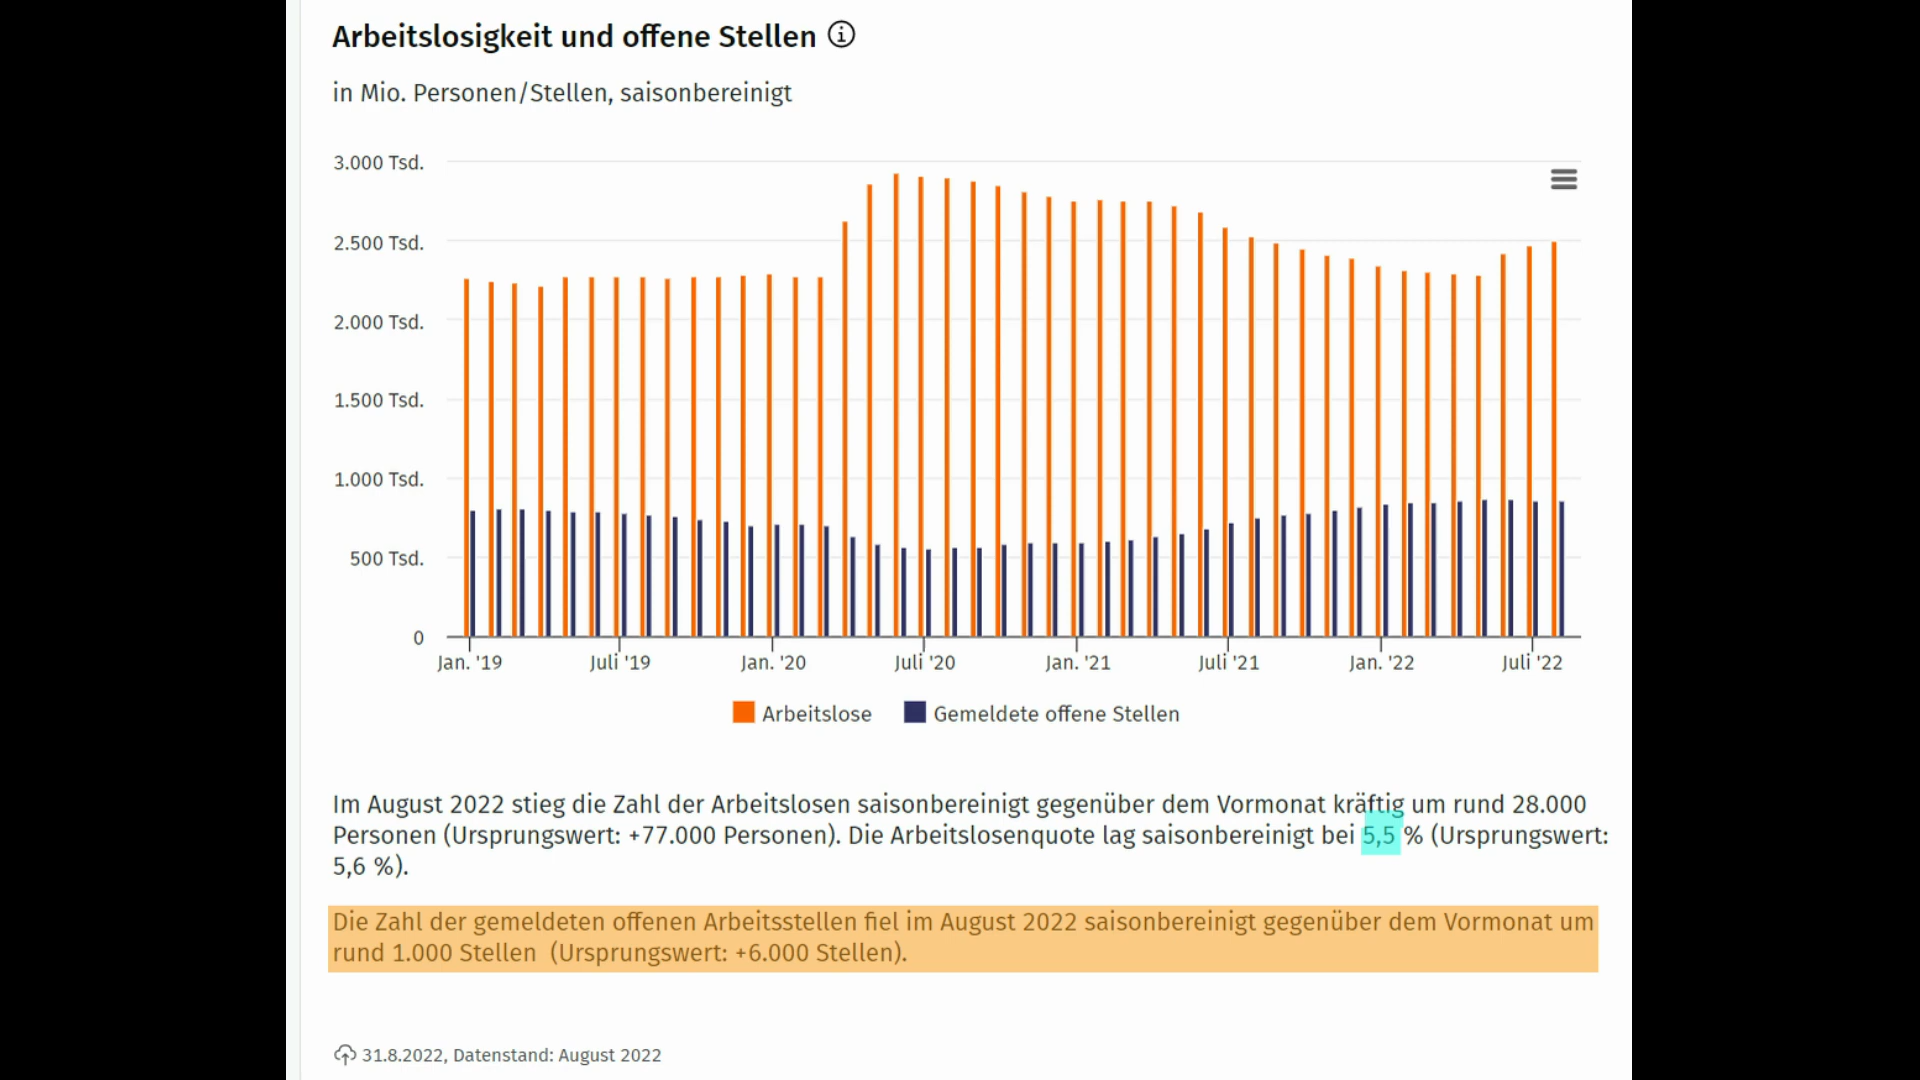 Arbeitslosigkeit und offene Stellen
in Mio. Personen/Stellen, saisonbereinigt
3.000 Tsd.
2.500 Tsd.
2.000 Tsd.
1.500 Tsd.
1.000 Tsd.
500 Tsd.
0
Jan. '19 Juli '19 Jan. '20 Juli '20 Jan. '21 Juli '21 Jan. '22 Juli '22
Arbeitslose Gemeldete offene Stellen
Im August 2022 stieg die Zahl der Arbeitslosen saisonbereinigt gegenüber dem Vormonat kräftig um rund 28.000
Personen (Ursprungswert: +77.000 Personen). Die Arbeitslosenquote lag saisonbereinigt bei 5,5 % (Ursprungswert:
5,6 %).
Die Zahl der gemeldeten offenen Arbeitsstellen fiel im August 2022 saisonbereinigt gegenüber dem Vormonat um
rund 1.000 Stellen (Ursprungswert: +6.000 Stellen).
31.8.2022, Datenstand: August 2022